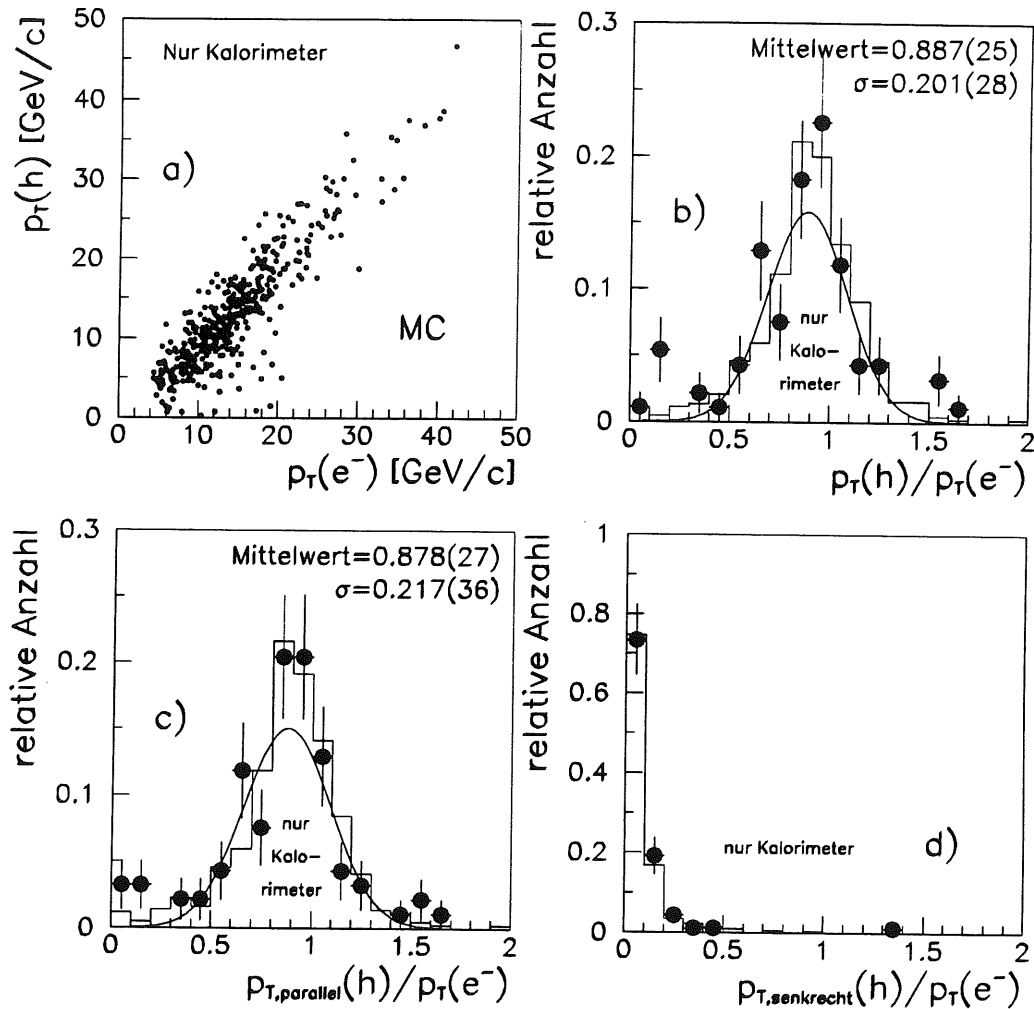 Nur Kalorimeter
a)
MC
p_T(h) [GeV/c]
50
40
30
20
10
0
0 10 20 30 40 50
p_T(e⁻) [GeV/c]
Mittelwert=0.887(25)
σ=0.201(28)
b)
nur
Kalo-
rimeter
relative Anzahl
0.3
0.2
0.1
0
0 0.5 1 1.5 2
p_T(h)/p_T(e⁻)
Mittelwert=0.878(27)
σ=0.217(36)
c)
nur
Kalo-
rimeter
relative Anzahl
0.3
0.2
0.1
0
0 0.5 1 1.5 2
p_T,parallel(h)/p_T(e⁻)
nur Kalorimeter
d)
relative Anzahl
1
0.8
0.6
0.4
0.2
0
0 0.5 1 1.5 2
p_T,senkrecht(h)/p_T(e⁻)